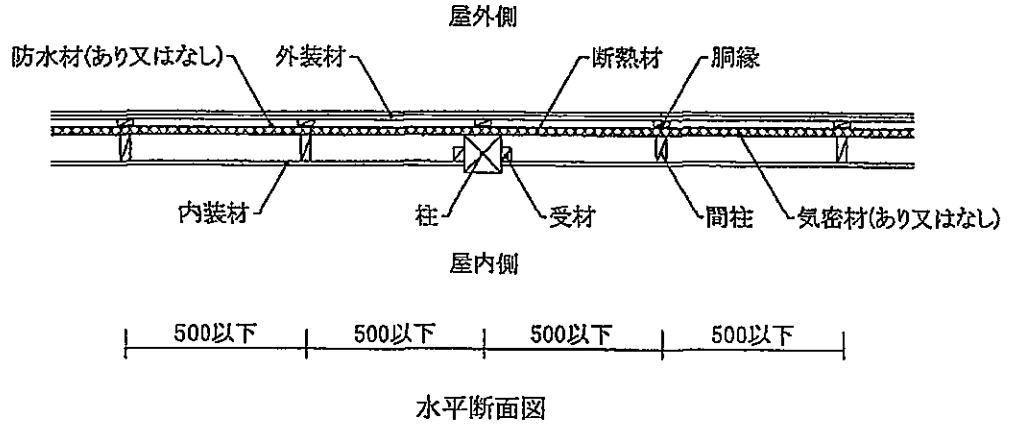 屋外側
防水材(あり又はなし)
外装材
断熱材
胴縁
内装材
柱
受材
間柱
気密材(あり又はなし)
屋内側
500以下
500以下
500以下
500以下
水平断面図